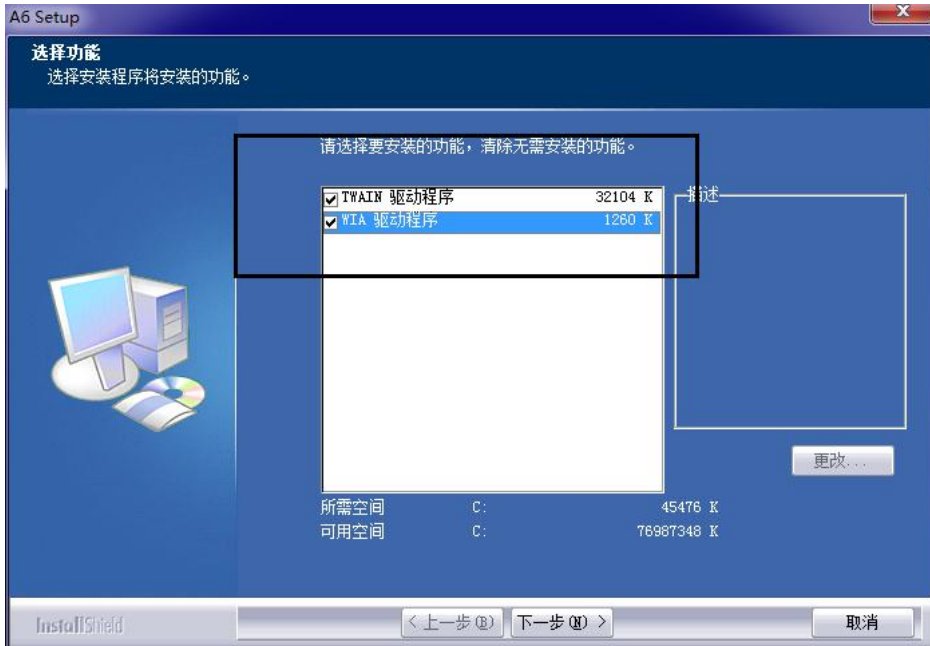 A6 Setup
选择功能
选择安装程序将安装的功能。
请选择要安装的功能，清除无需安装的功能。
TWAIN 驱动程序 32104 K
WIA 驱动程序 1260 K
描述
更改...
所需空间 C: 45476 K
可用空间 C: 76987348 K
InstallShield
< 上一步(B) 下一步(N) > 取消